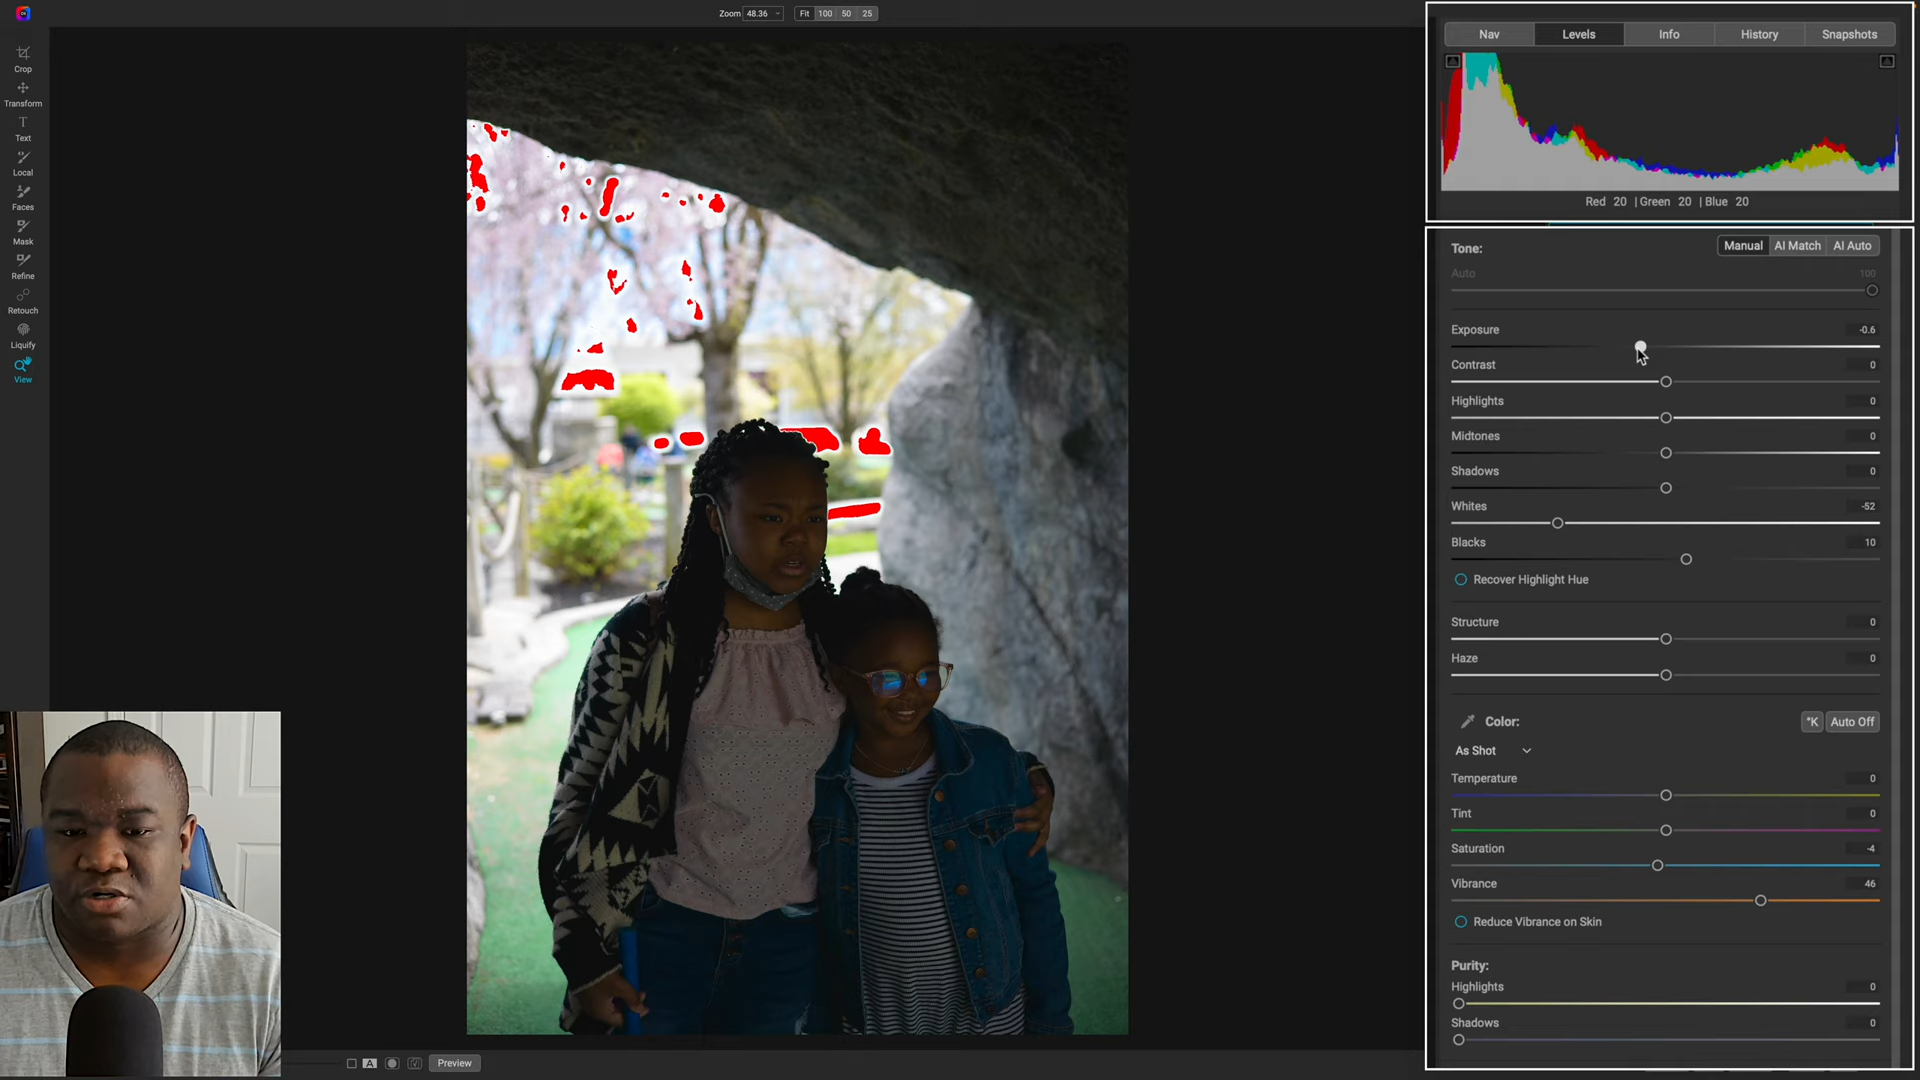 Zoom 48.36 Fit 100 50 25
Crop
Transform
Text
Local
Faces
Mask
Refine
Retouch
Liquify
View
Nav Levels Info History Snapshots
Red 20 | Green 20 | Blue 20
Tone: Manual AI Match AI Auto
Auto 100
Exposure -0.6
Contrast 0
Highlights 0
Midtones 0
Shadows 0
Whites -52
Blacks 10
Recover Highlight Hue
Structure 0
Haze 0
Color: °K Auto Off
As Shot
Temperature 0
Tint 0
Saturation -4
Vibrance 46
Reduce Vibrance on Skin
Purity:
Highlights 0
Shadows 0
A Preview